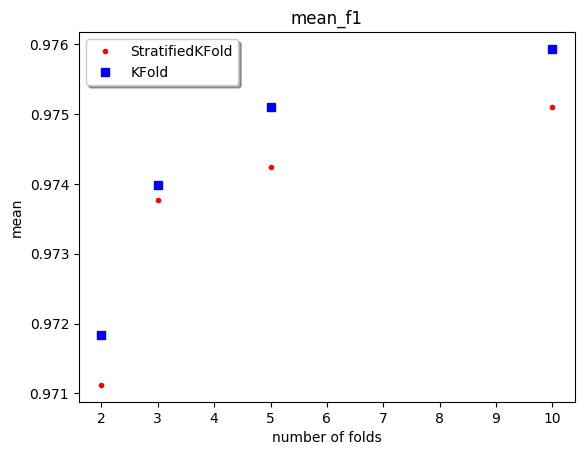 mean_f1
StratifiedKFold
KFold
0.976
0.975
0.974
0.973
0.972
0.971
mean
2 3 4 5 6 7 8 9 10
number of folds